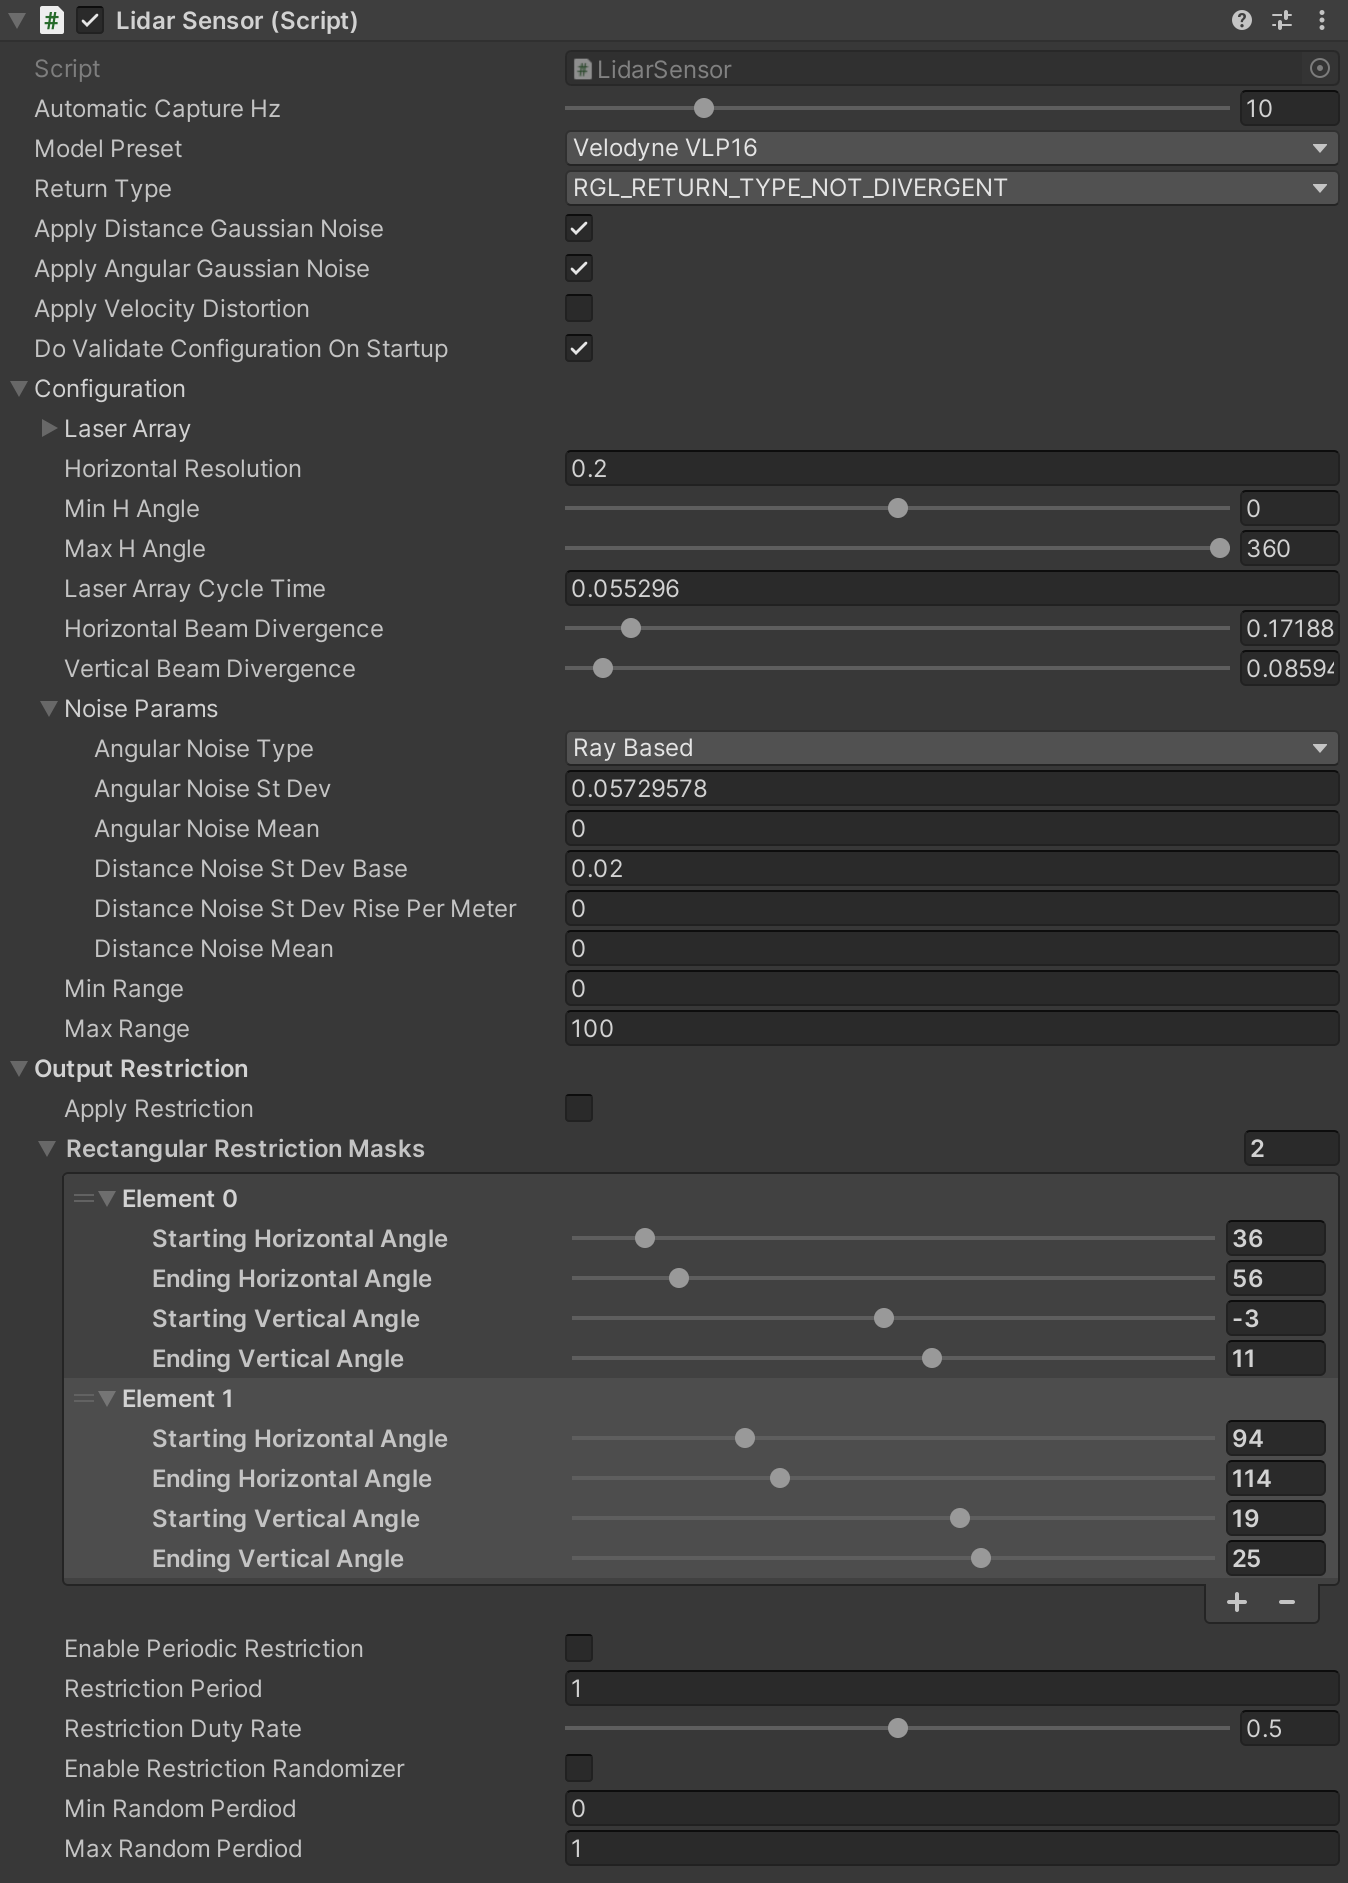 Lidar Sensor (Script)
Script LidarSensor
Automatic Capture Hz 10
Model Preset Velodyne VLP16
Return Type RGL_RETURN_TYPE_NOT_DIVERGENT
Apply Distance Gaussian Noise
Apply Angular Gaussian Noise
Apply Velocity Distortion
Do Validate Configuration On Startup
Configuration
Laser Array
Horizontal Resolution 0.2
Min H Angle 0
Max H Angle 360
Laser Array Cycle Time 0.055296
Horizontal Beam Divergence 0.17188
Vertical Beam Divergence 0.08594
Noise Params
Angular Noise Type Ray Based
Angular Noise St Dev 0.05729578
Angular Noise Mean 0
Distance Noise St Dev Base 0.02
Distance Noise St Dev Rise Per Meter 0
Distance Noise Mean 0
Min Range 0
Max Range 100
Output Restriction
Apply Restriction
Rectangular Restriction Masks 2
Element 0
Starting Horizontal Angle 36
Ending Horizontal Angle 56
Starting Vertical Angle -3
Ending Vertical Angle 11
Element 1
Starting Horizontal Angle 94
Ending Horizontal Angle 114
Starting Vertical Angle 19
Ending Vertical Angle 25
Enable Periodic Restriction
Restriction Period 1
Restriction Duty Rate 0.5
Enable Restriction Randomizer
Min Random Perdiod 0
Max Random Perdiod 1